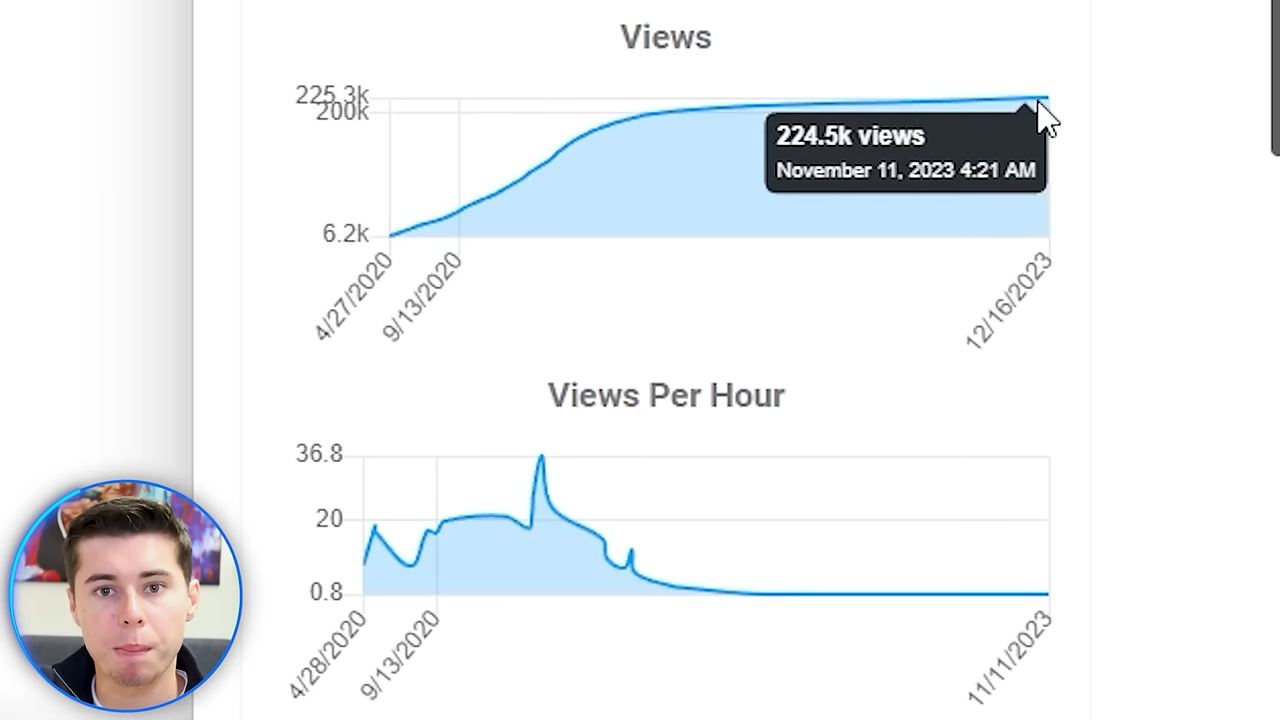 Views
225.3k
200k
224.5k views
November 11, 2023 4:21 AM
6.2k
4/27/2020
9/13/2020
12/16/2023
Views Per Hour
36.8
20
0.8
4/28/2020
9/13/2020
11/11/2023